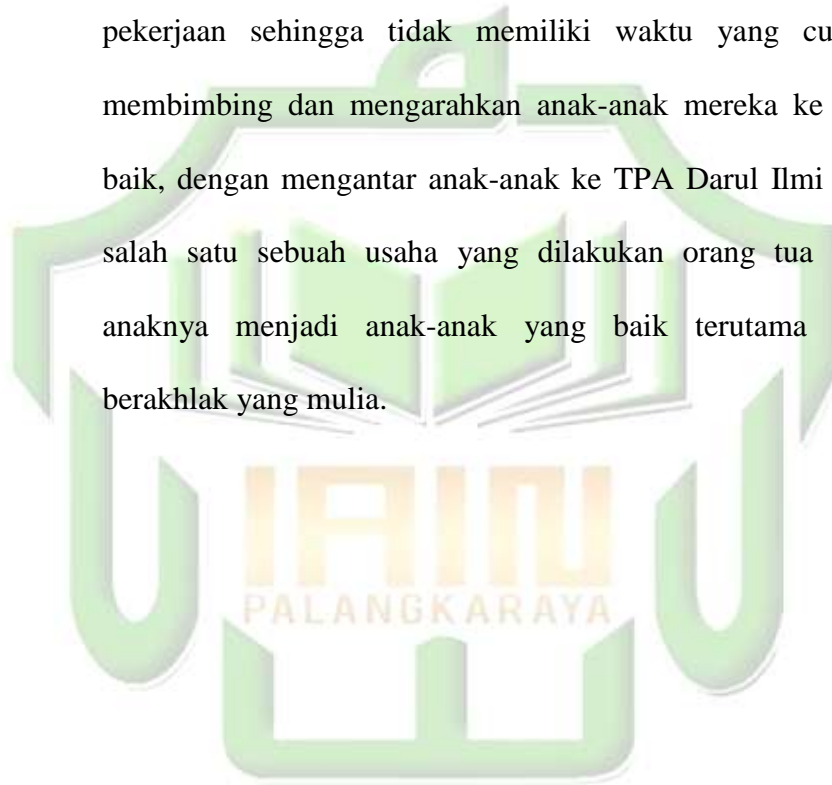 pekerjaan sehingga tidak memiliki waktu yang cu
membimbing dan mengarahkan anak-anak mereka ke
baik, dengan mengantar anak-anak ke TPA Darul Ilmi
salah satu sebuah usaha yang dilakukan orang tua
anaknya menjadi anak-anak yang baik terutama
berakhlak yang mulia.
IAIN
PALANGKARAYA